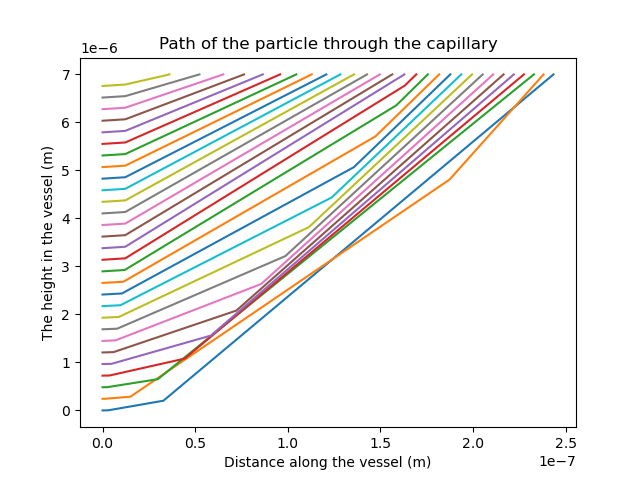 Path of the particle through the capillary
1e−6
7
6
5
4
3
2
1
0
The height in the vessel (m)
0.0 0.5 1.0 1.5 2.0 2.5
Distance along the vessel (m)
1e−7